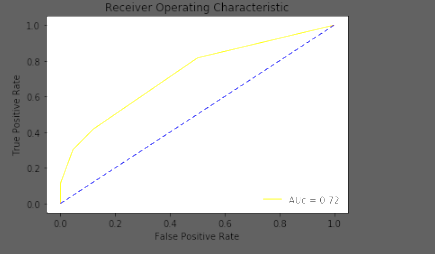 Receiver Operating Characteristic
1.0
0.8
0.6
0.4
0.2
0.0
True Positive Rate
AUC = 0.72
0.0 0.2 0.4 0.6 0.8 1.0
False Positive Rate